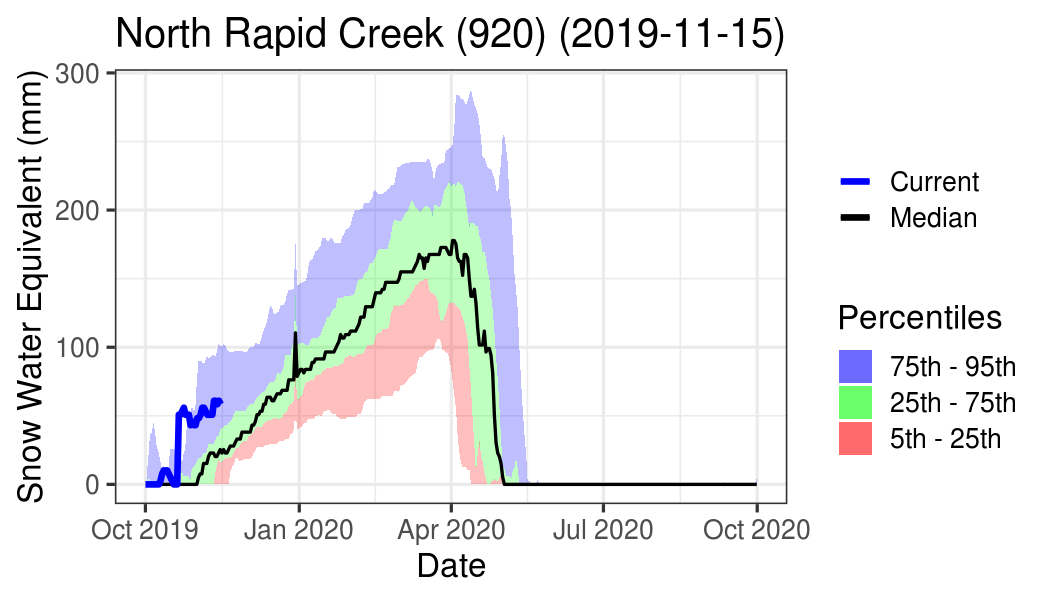 North Rapid Creek (920) (2019-11-15)
Snow Water Equivalent (mm)
300
200
100
0
Oct 2019
Jan 2020
Apr 2020
Jul 2020
Oct 2020
Date
Current
Median
Percentiles
75th - 95th
25th - 75th
5th - 25th